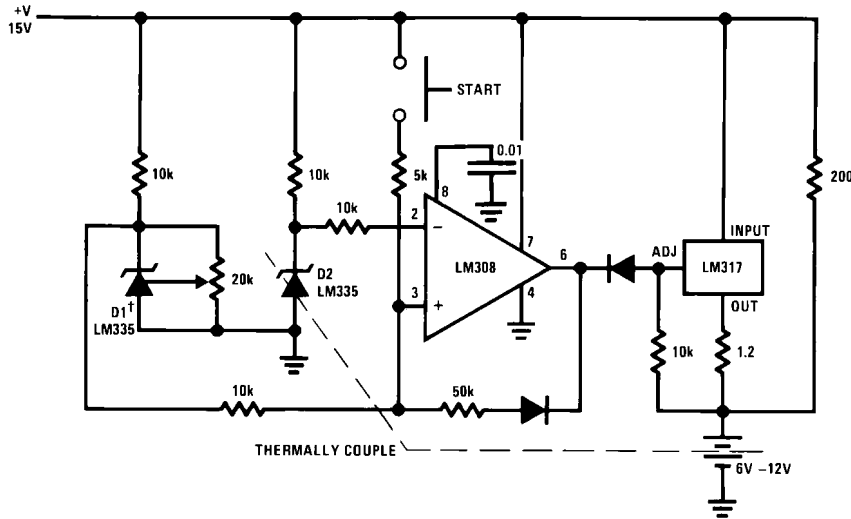 +V
15V
START
10k
10k
5k
0.01
8
200
10k
2
−
7
6
ADJ
INPUT
20k
D2
LM335
LM308
LM317
D1†
LM335
3
+
4
OUT
10k
1.2
10k
50k
THERMALLY COUPLE
6V −12V